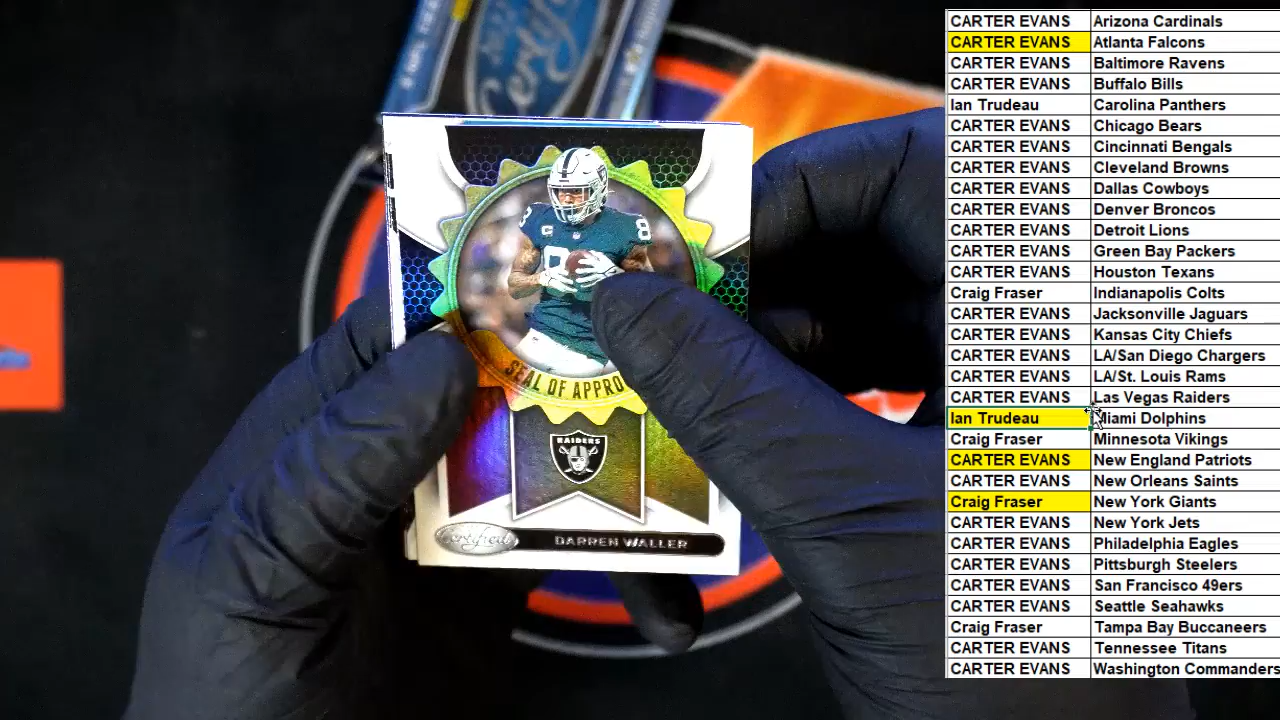 Certified
8
8
8
SEAL OF APPRO
RAIDERS
Certified
DARREN WALLER
CARTER EVANS Arizona Cardinals
CARTER EVANS Atlanta Falcons
CARTER EVANS Baltimore Ravens
CARTER EVANS Buffalo Bills
Ian Trudeau Carolina Panthers
CARTER EVANS Chicago Bears
CARTER EVANS Cincinnati Bengals
CARTER EVANS Cleveland Browns
CARTER EVANS Dallas Cowboys
CARTER EVANS Denver Broncos
CARTER EVANS Detroit Lions
CARTER EVANS Green Bay Packers
CARTER EVANS Houston Texans
Craig Fraser Indianapolis Colts
CARTER EVANS Jacksonville Jaguars
CARTER EVANS Kansas City Chiefs
CARTER EVANS LA/San Diego Chargers
CARTER EVANS LA/St. Louis Rams
CARTER EVANS Las Vegas Raiders
Ian Trudeau Miami Dolphins
Craig Fraser Minnesota Vikings
CARTER EVANS New England Patriots
CARTER EVANS New Orleans Saints
Craig Fraser New York Giants
CARTER EVANS New York Jets
CARTER EVANS Philadelphia Eagles
CARTER EVANS Pittsburgh Steelers
CARTER EVANS San Francisco 49ers
CARTER EVANS Seattle Seahawks
Craig Fraser Tampa Bay Buccaneers
CARTER EVANS Tennessee Titans
CARTER EVANS Washington Commanders